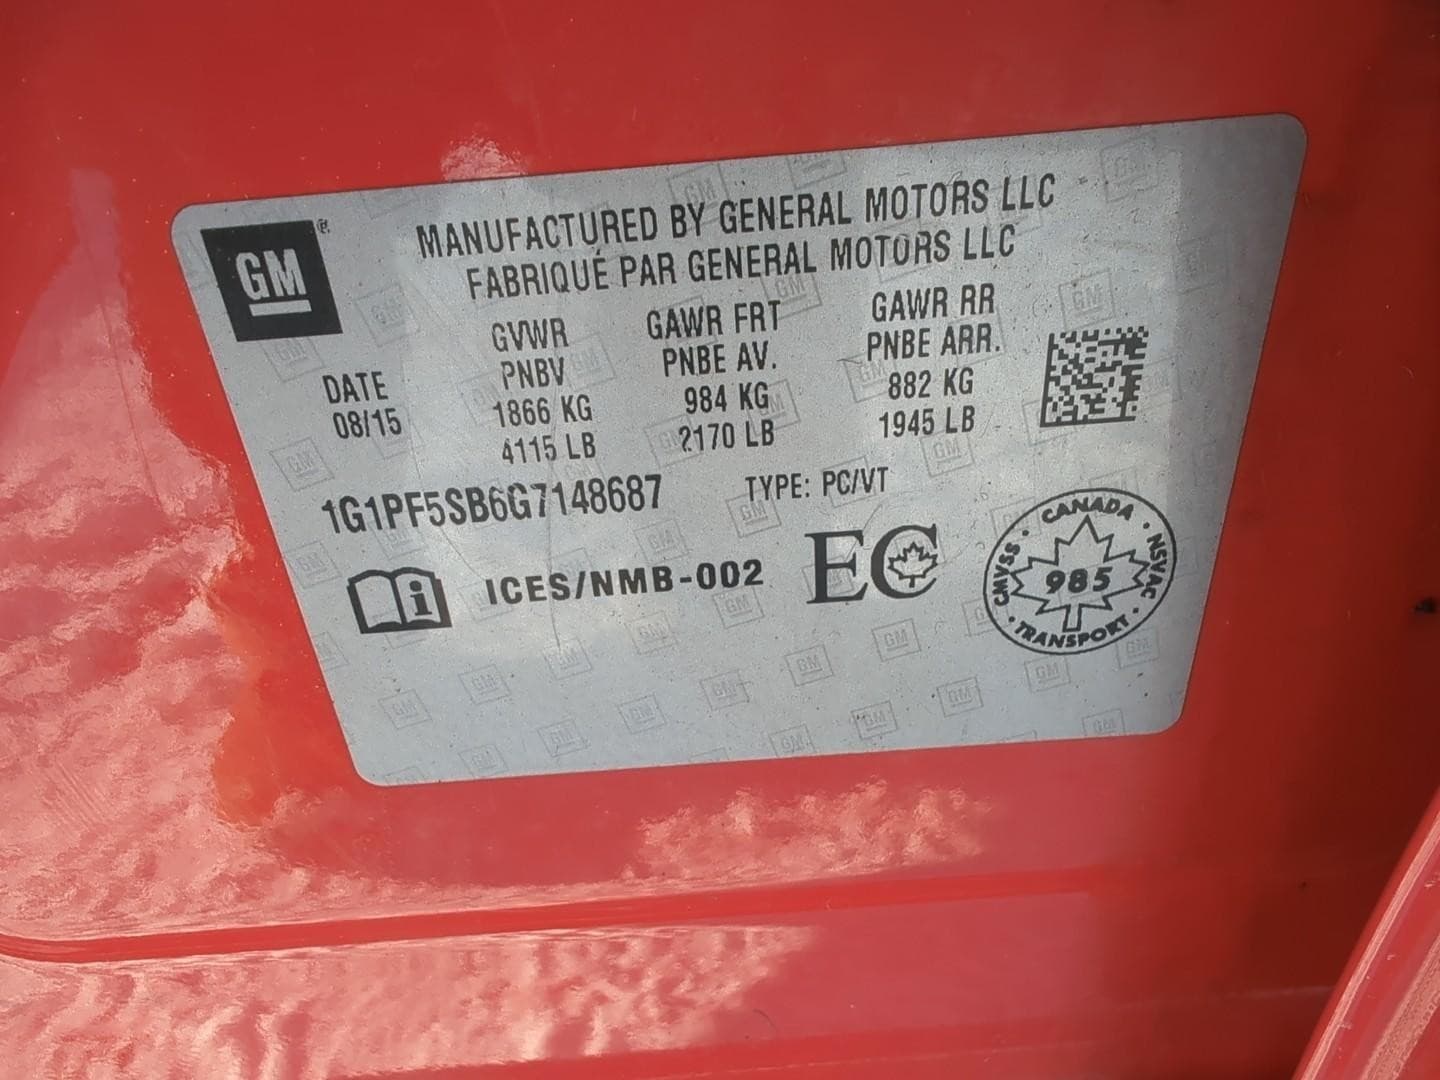 GM®
MANUFACTURED BY GENERAL MOTORS LLC
FABRIQUÉ PAR GENERAL MOTORS LLC
DATE
08/15
GVWR
PNBV
1866 KG
4115 LB
GAWR FRT
PNBE AV.
984 KG
2170 LB
GAWR RR
PNBE ARR.
882 KG
1945 LB
1G1PF5SB6G7148687
TYPE: PC/VT
i ICES/NMB-002
EC
CANADA
CMVSS · NSVAC
985
TRANSPORT